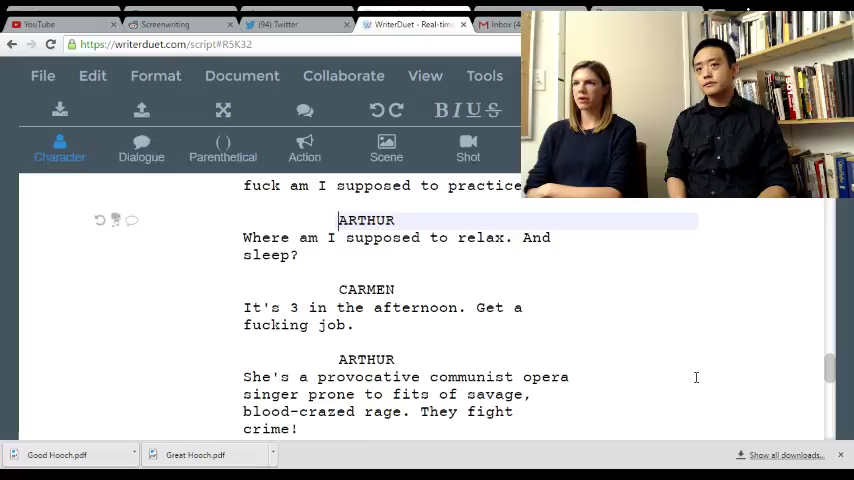 YouTube
Screenwriting
(94) Twitter
WriterDuet - Real-tim
Inbox (4
https://writerduet.com/script#R5K32
File Edit Format Document Collaborate View Tools
B I U S
Character Dialogue Parenthetical Action Scene Shot
fuck am I supposed to practice
ARTHUR
Where am I supposed to relax. And
sleep?
CARMEN
It's 3 in the afternoon. Get a
fucking job.
ARTHUR
She's a provocative communist opera
singer prone to fits of savage,
blood-crazed rage. They fight
crime!
Good Hooch.pdf
Great Hooch.pdf
Show all downloads...